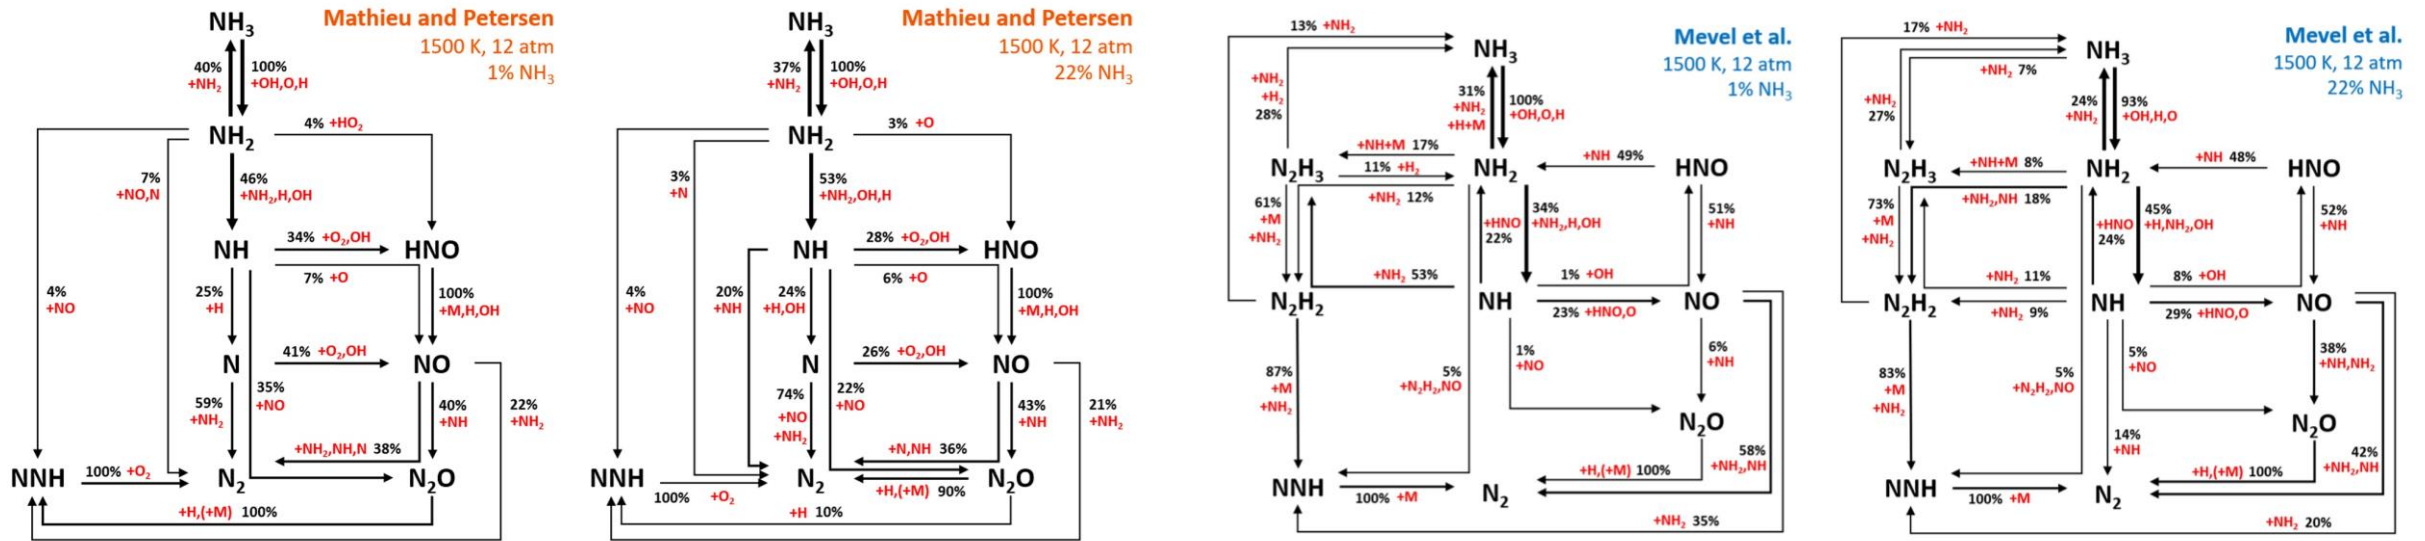 Mathieu and Petersen
1500 K, 12 atm
1% NH3
NH3
40%
+NH2
100%
+OH,O,H
NH2
4% +HO2
7%
+NO,N
46%
+NH2,H,OH
NH
34% +O2,OH
HNO
7% +O
4%
+NO
25%
+H
100%
+M,H,OH
N
41% +O2,OH
NO
59%
+NH2
35%
+NO
40%
+NH
22%
+NH2
+NH2,NH,N 38%
NNH
100% +O2
N2
N2O
+H,(+M) 100%
Mathieu and Petersen
1500 K, 12 atm
22% NH3
NH3
37%
+NH2
100%
+OH,O,H
NH2
3% +O
3%
+N
53%
+NH2,OH,H
NH
28% +O2,OH
HNO
6% +O
4%
+NO
20%
+NH
24%
+H,OH
100%
+M,H,OH
N
26% +O2,OH
NO
74%
+NO
+NH2
22%
+NO
43%
+NH
21%
+NH2
+N,NH 36%
NNH
100% +O2
N2
+H,(+M) 90%
N2O
+H 10%
Mevel et al.
1500 K, 12 atm
1% NH3
13% +NH2
NH3
+NH2
+H2
28%
31%
+NH2
+H+M
100%
+OH,O,H
N2H3
+NH+M 17%
11% +H2
NH2
+NH 49%
HNO
+NH2 12%
61%
+M
+NH2
+HNO
22%
34%
+NH2,H,OH
51%
+NH
+NH2 53%
1% +OH
N2H2
NH
23% +HNO,O
NO
87%
+M
+NH2
5%
+N2H2,NO
1%
+NO
6%
+NH
N2O
58%
+NH2,NH
+H,(+M) 100%
NNH
100% +M
N2
+NH2 35%
Mevel et al.
1500 K, 12 atm
22% NH3
17% +NH2
NH3
+NH2 7%
+NH2
27%
24%
+NH2
93%
+OH,H,O
N2H3
+NH+M 8%
NH2
+NH 48%
HNO
+NH2,NH 18%
73%
+M
+NH2
+HNO
24%
45%
+H,NH2,OH
52%
+NH
+NH2 11%
8% +OH
N2H2
+NH2 9%
NH
29% +HNO,O
NO
83%
+M
+NH2
5%
+N2H2,NO
5%
+NO
38%
+NH,NH2
14%
+NH
N2O
42%
+NH2,NH
+H,(+M) 100%
NNH
100% +M
N2
+NH2 20%